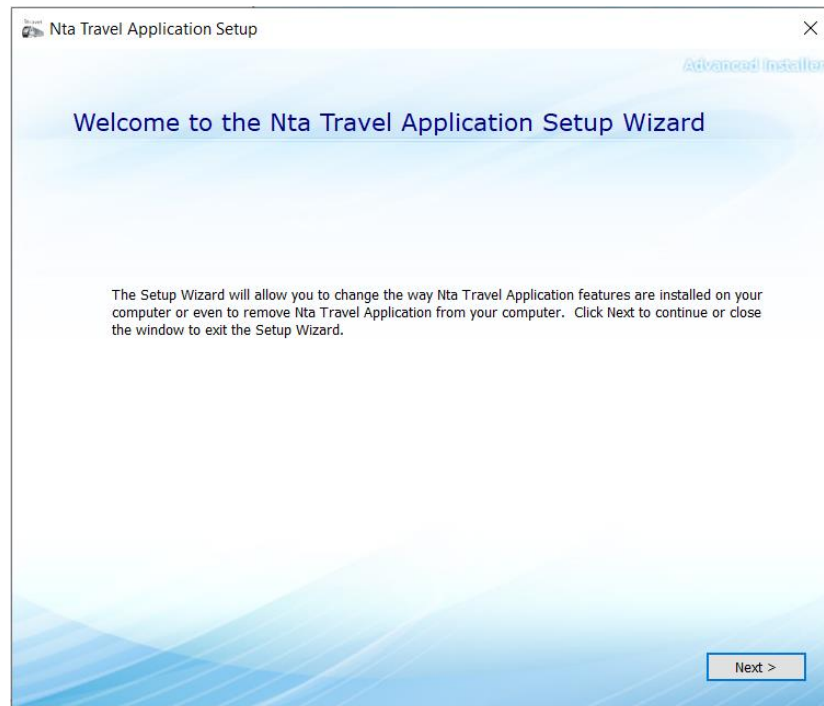 Nta Travel Application Setup
Advanced Installer
Welcome to the Nta Travel Application Setup Wizard
The Setup Wizard will allow you to change the way Nta Travel Application features are installed on your
computer or even to remove Nta Travel Application from your computer.  Click Next to continue or close
the window to exit the Setup Wizard.
Next >